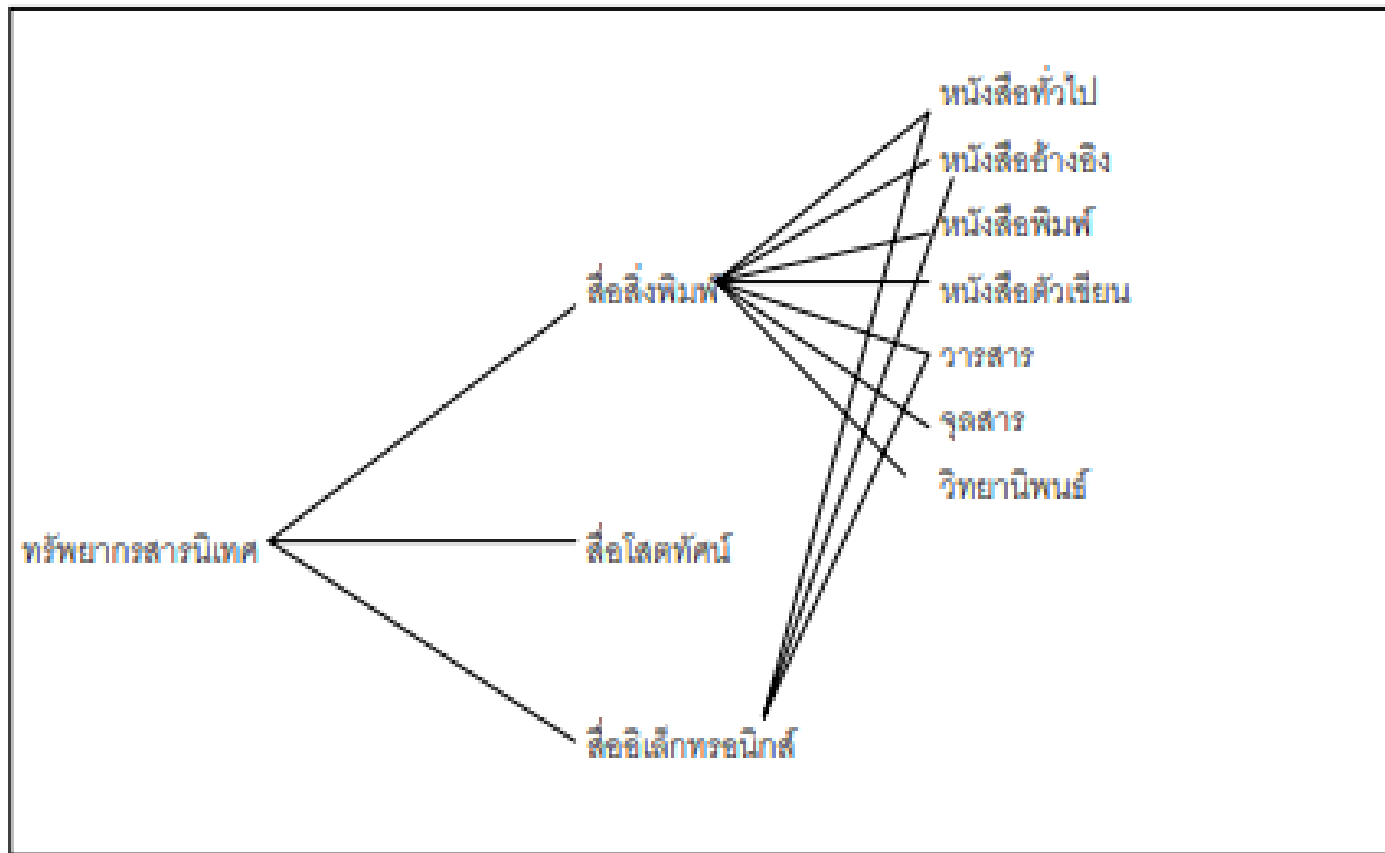 หนังสือทั่วไป
หนังสืออ้างอิง
หนังสือพิมพ์
สื่อสิ่งพิมพ์
หนังสือตัวเขียน
วารสาร
จุลสาร
วิทยานิพนธ์
ทรัพยากรสารนิเทศ
สื่อโสตทัศน์
สื่ออิเล็กทรอนิกส์